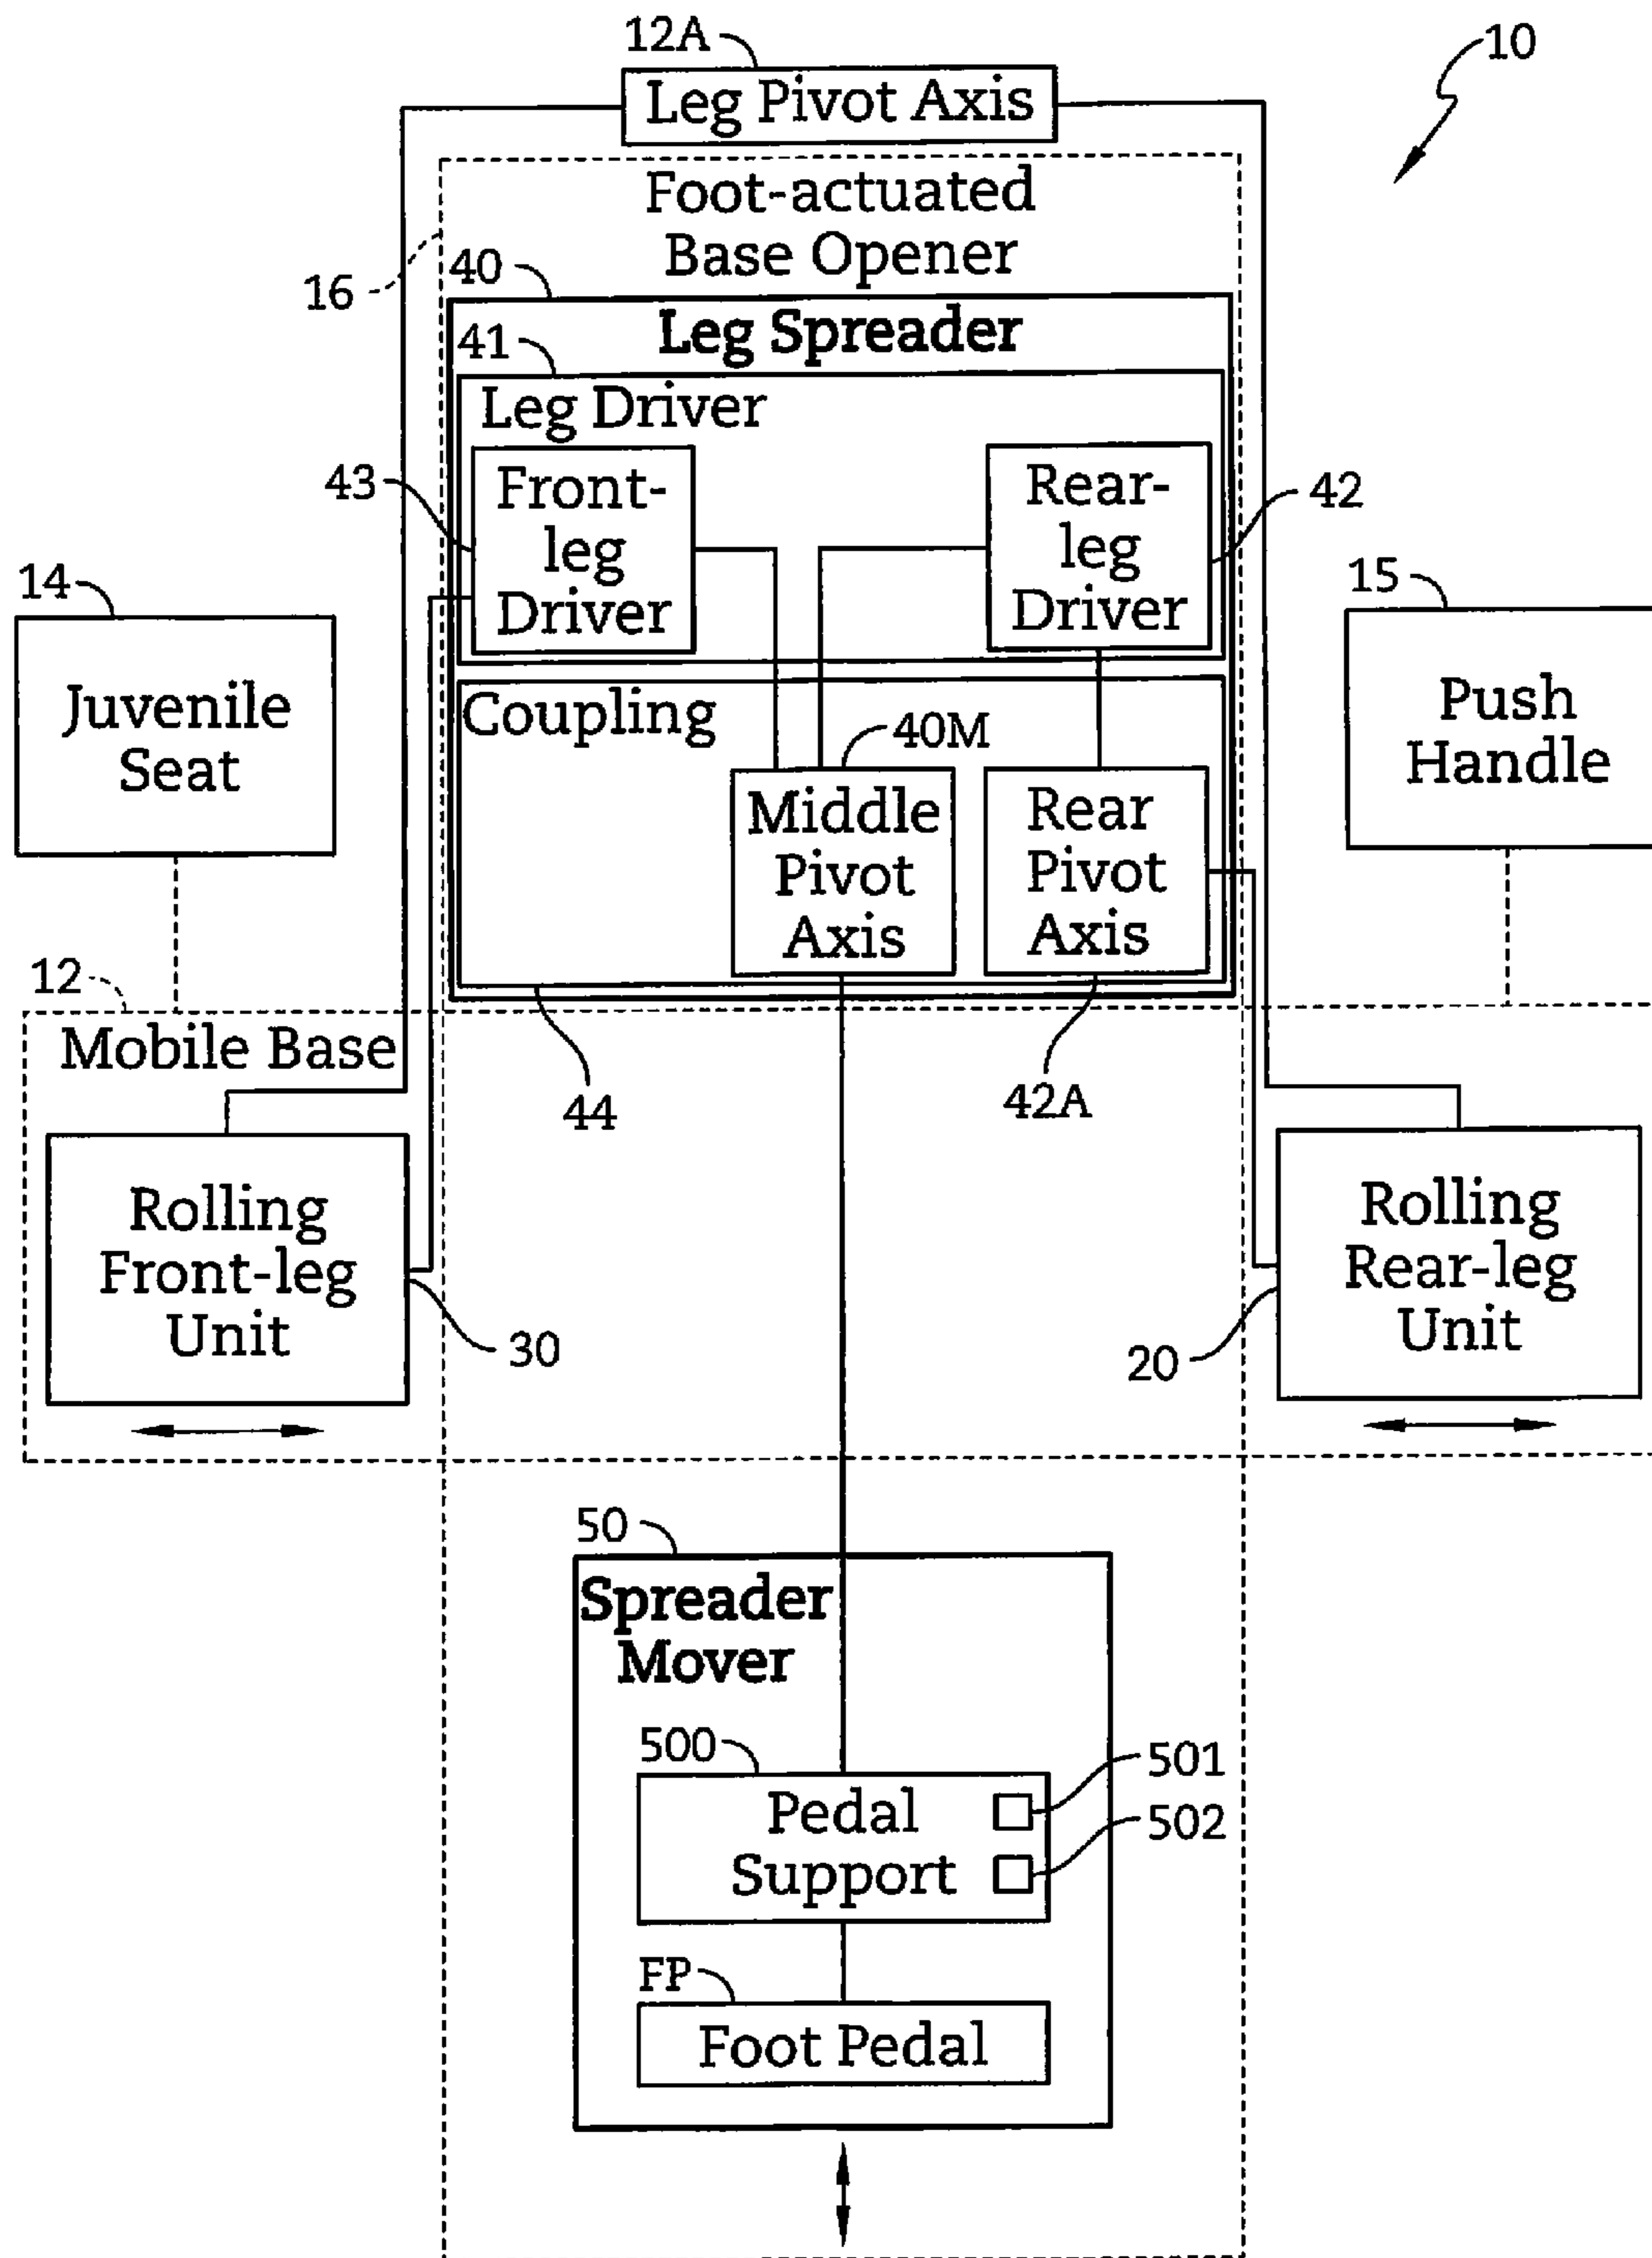 12A
10
Leg Pivot Axis
Foot-actuated
Base Opener
16
40
Leg Spreader
41
Leg Driver
43
Front-
leg
Driver
Rear-
leg
Driver
42
14
15
Juvenile
Seat
Push
Handle
Coupling
40M
Middle
Pivot
Axis
Rear
Pivot
Axis
12
Mobile Base
44
42A
Rolling
Front-leg
Unit
30
Rolling
Rear-leg
Unit
20
50
Spreader
Mover
500
501
Pedal
Support
502
FP
Foot Pedal